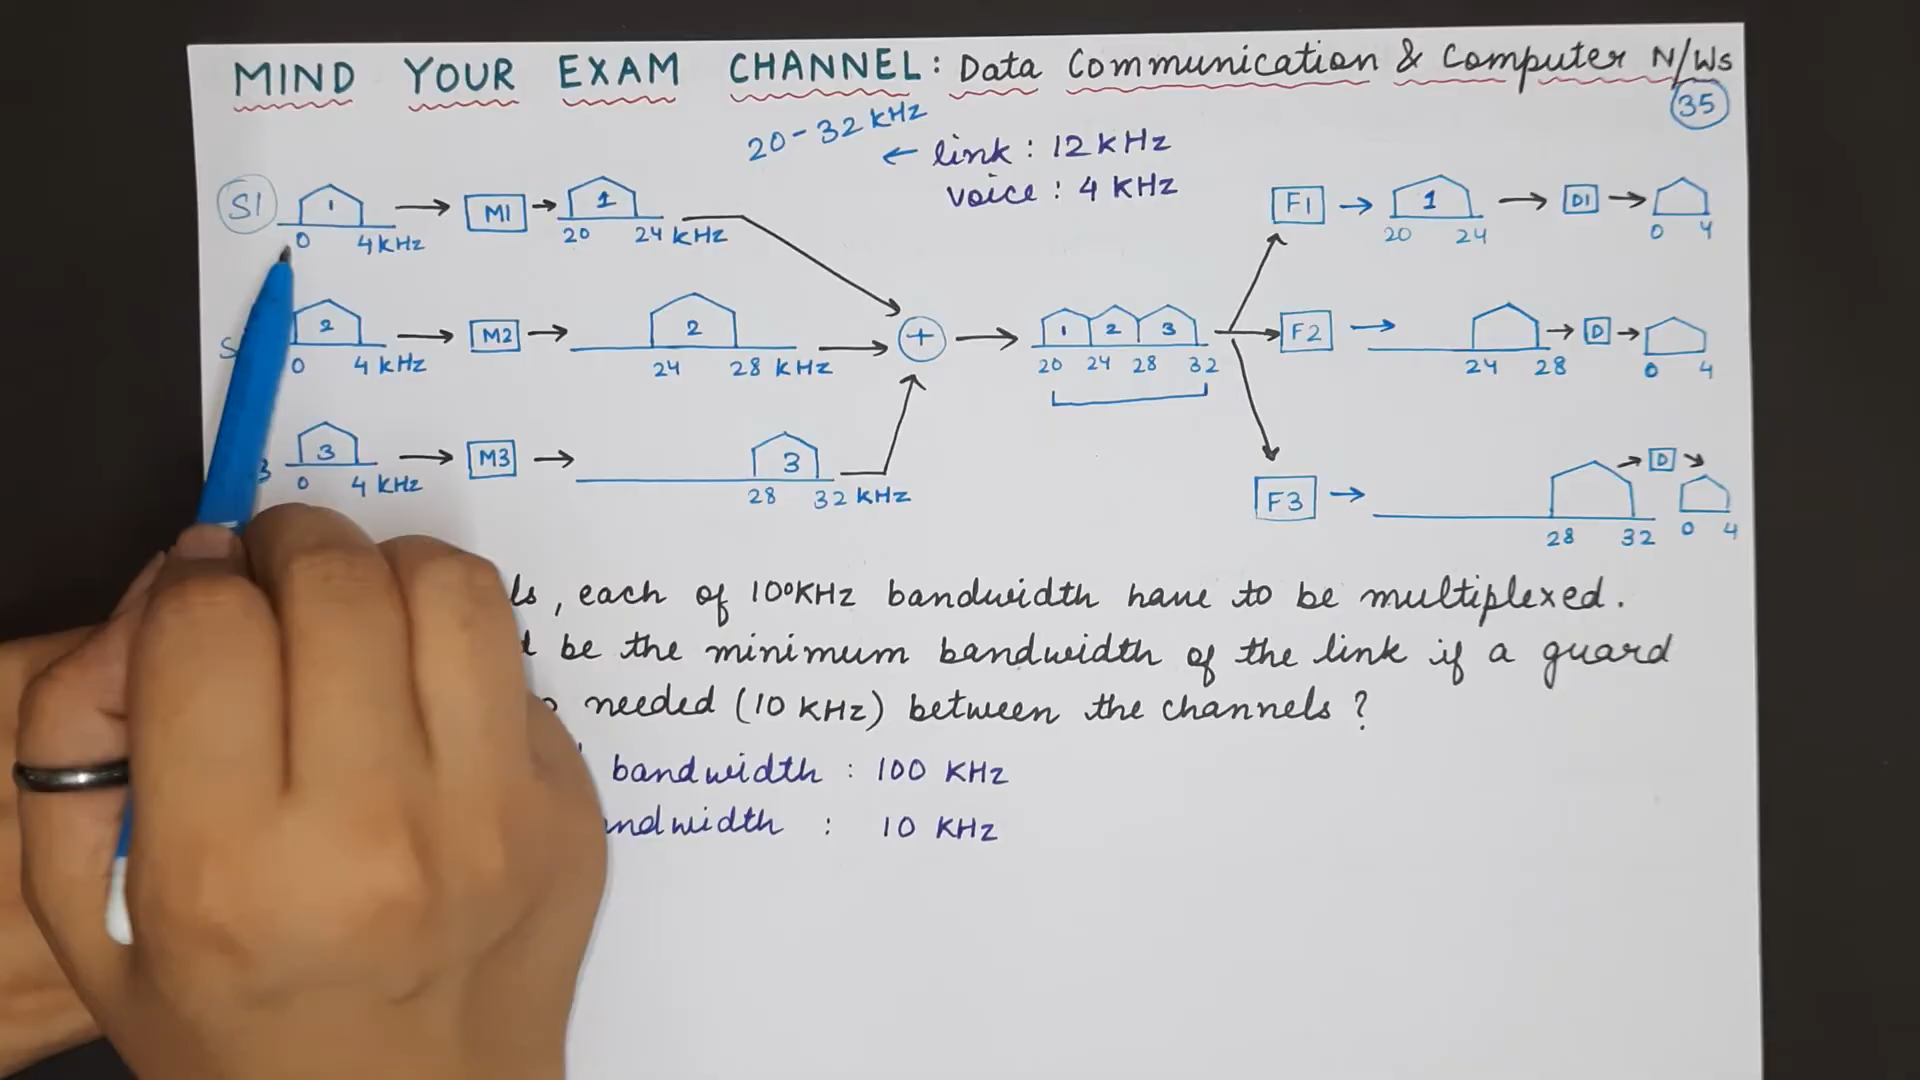 MIND YOUR EXAM CHANNEL: Data Communication & Computer N/Ws
35
20-32 KHz ← link : 12 KHz
voice : 4 KHz
S1 1 → M1 → 1 F1 → 1 → D1 →
0 4 KHz 20 24 KHz 20 24 0 4
2 → M2 → 2 → + → 1 2 3 → F2 → → D →
0 4 KHz 24 28 KHz 20 24 28 32 24 28 0 4
3 3 → M3 → 3 F3 → → D →
0 4 KHz 28 32 KHz 28 32 0 4
, each of 100KHz bandwidth have to be multiplexed.
be the minimum bandwidth of the link if a guard
needed (10 KHz) between the channels ?
bandwidth : 100 KHz
: 10 KHz